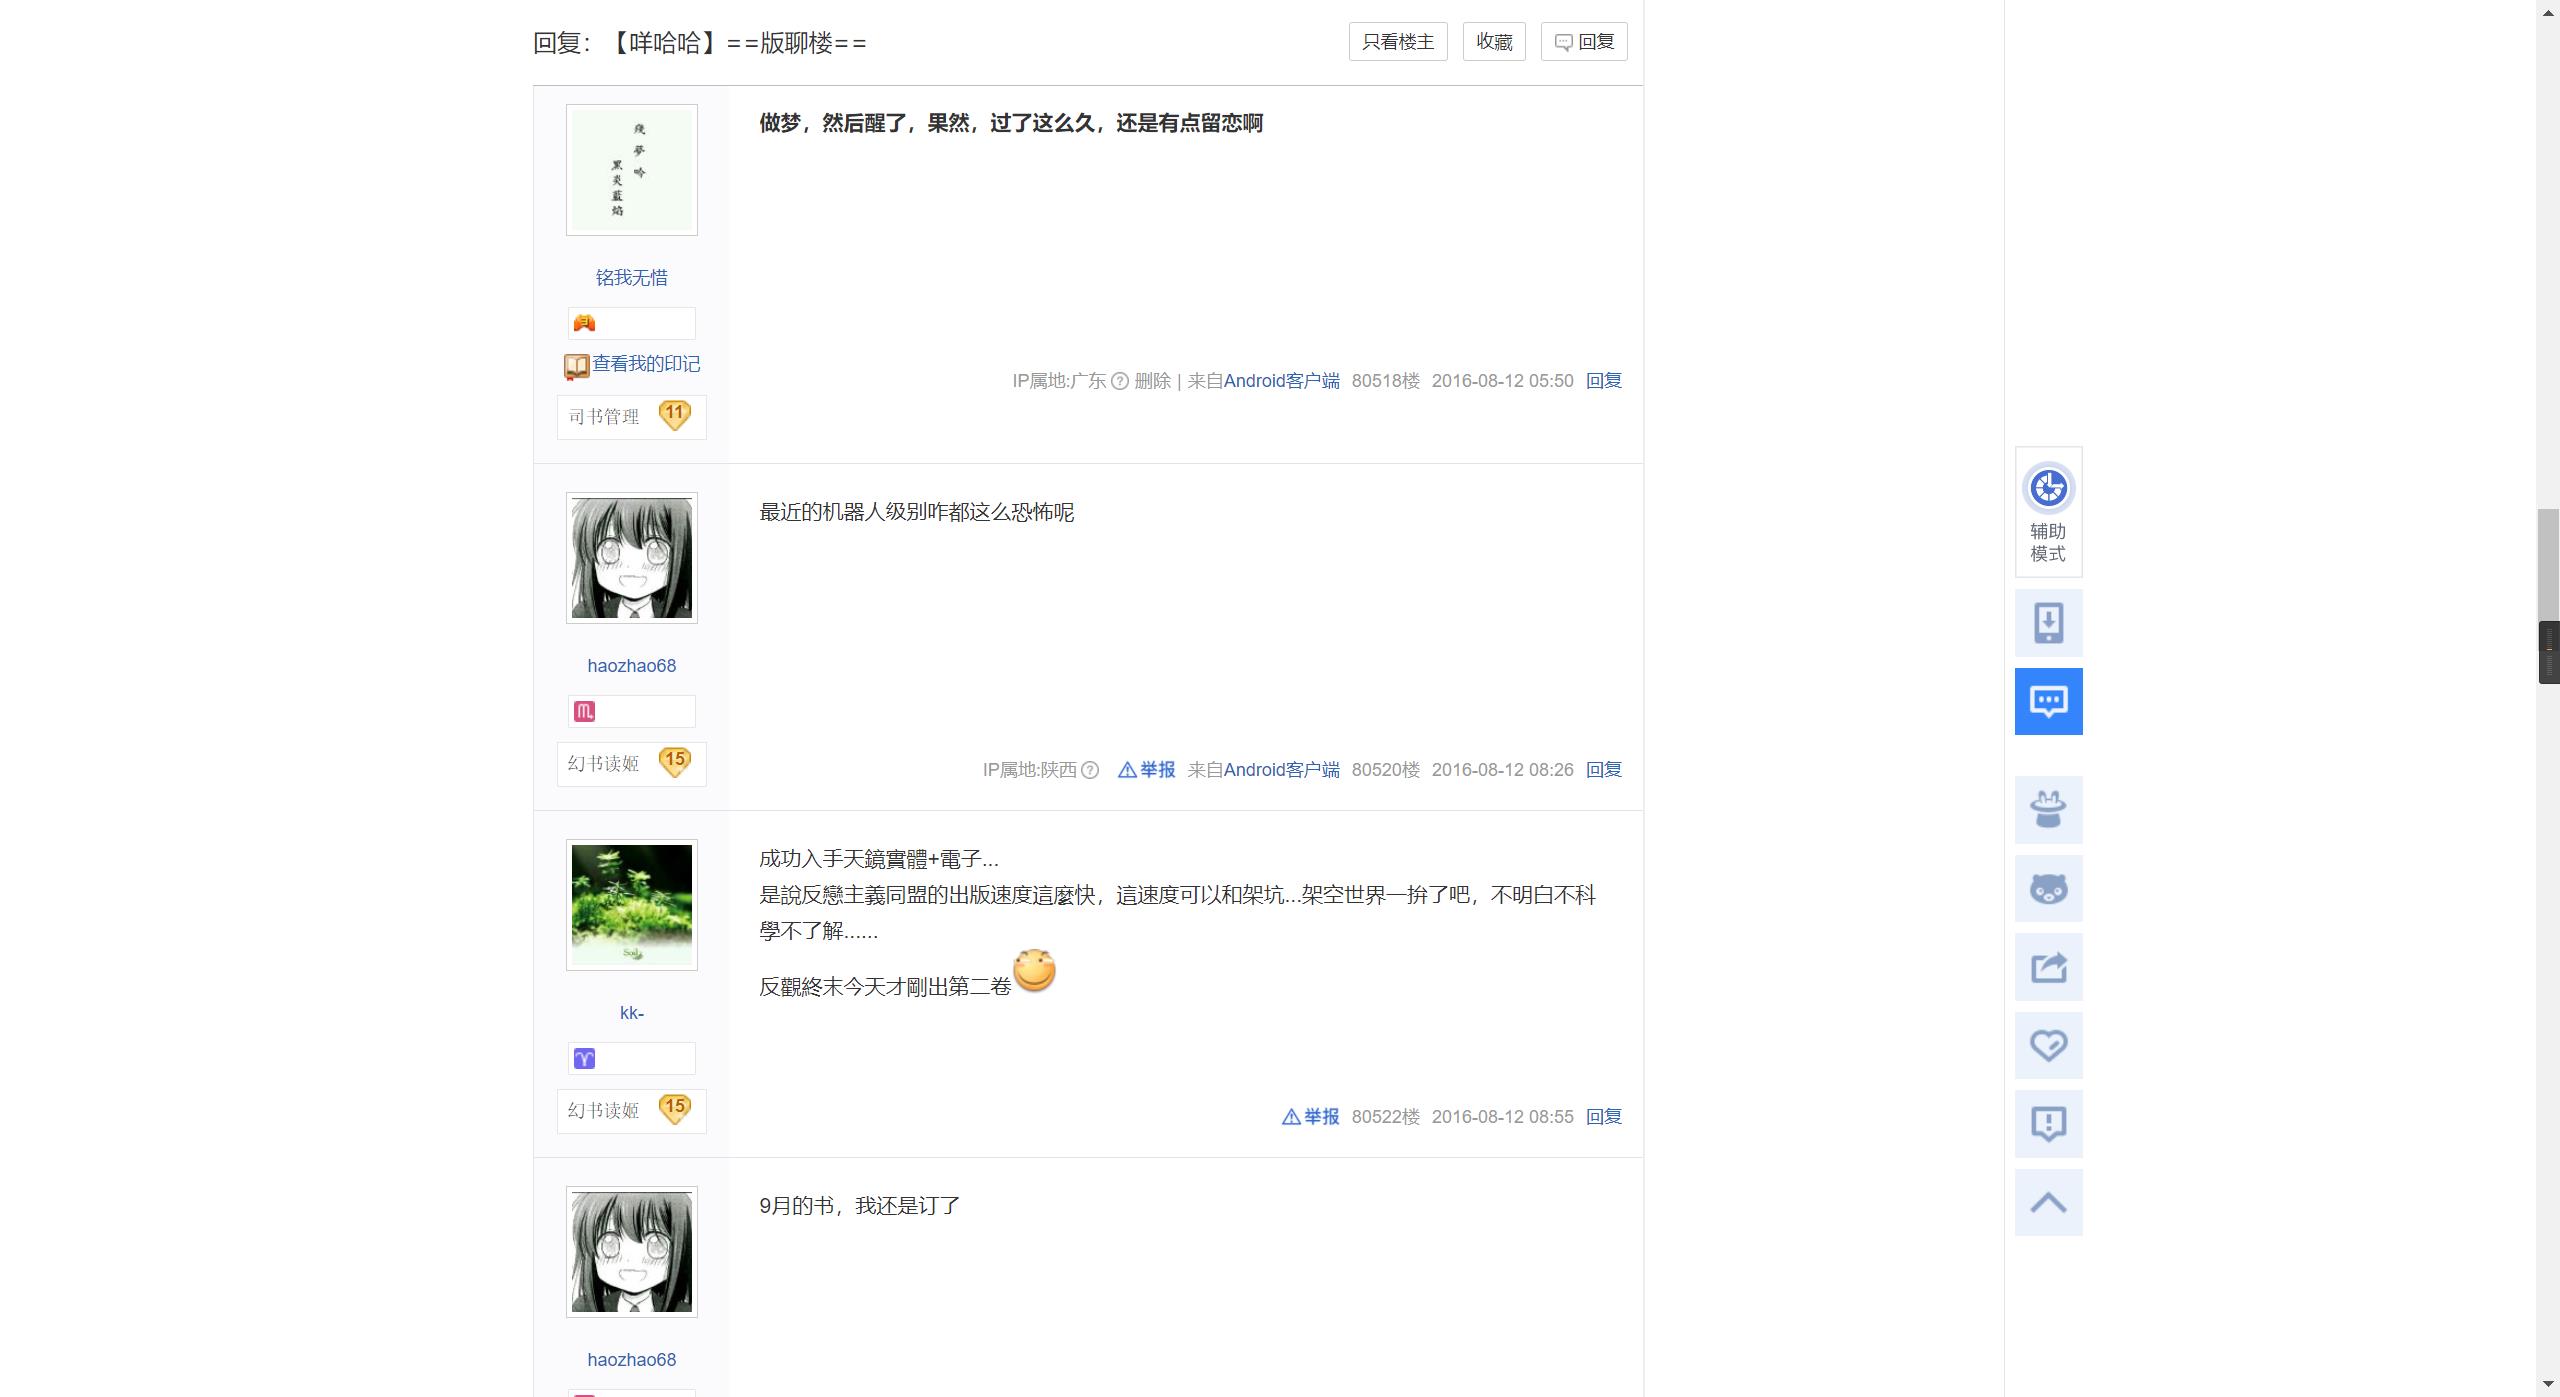 回复：【咩哈哈】==版聊楼==
只看楼主
收藏
回复
残夢吟
黑炎蓝焰
做梦，然后醒了，果然，过了这么久，还是有点留恋啊
铭我无惜
查看我的印记
司书管理 11
IP属地:广东 删除 | 来自Android客户端 80518楼 2016-08-12 05:50 回复
最近的机器人级别咋都这么恐怖呢
haozhao68
幻书读姬 15
IP属地:陕西 举报 来自Android客户端 80520楼 2016-08-12 08:26 回复
成功入手天鏡實體+電子...
是說反戀主義同盟的出版速度這麼快，這速度可以和架坑...架空世界一拚了吧，不明白不科
學不了解......
反觀終末今天才剛出第二卷
Soil
kk-
幻书读姬 15
举报 80522楼 2016-08-12 08:55 回复
9月的书，我还是订了
haozhao68
辅助
模式